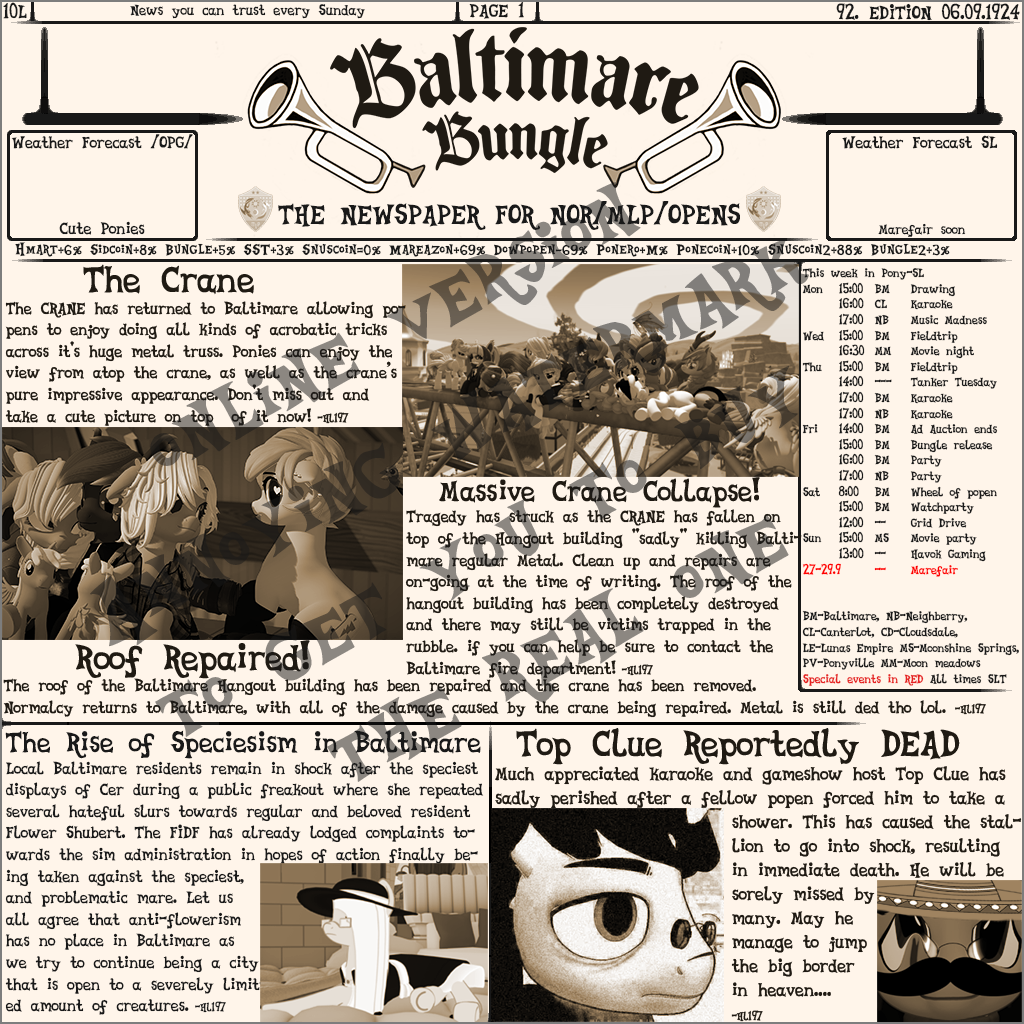 10L News you can trust every Sunday PAGE 1 92. EDITION 06.09.1924
Baltimare
Bungle
THE NEWSPAPER FOR NOR/MLP/OPENS
Weather Forecast /OPG/
Cute Ponies
Weather Forecast SL
Marefair soon
HMART+6% SIDCOIN+8% BUNGLE+5% SST+3% SNUSCOIN=0% MAREAZON+69% DOWPOPEN-69% PONERO+M% PONECOIN+10% SNUSCOIN2+88% BUNGLE2+3%
The Crane
The CRANE has returned to Baltimare allowing po-
pens to enjoy doing all kinds of acrobatic tricks
across it's huge metal truss. Ponies can enjoy the
view from atop the crane, as well as the crane's
pure impressive appearance. Don't miss out and
take a cute picture on top of it now! -HL197
Massive Crane Collapse!
Tragedy has struck as the CRANE has fallen on
top of the Hangout building "sadly" killing Balti-
mare regular Metal. Clean up and repairs are
on-going at the time of writing. The roof of the
hangout building has been completely destroyed
and there may still be victims trapped in the
rubble. if you can help be sure to contact the
Baltimare fire department! -HL197
Roof Repaired!
The roof of the Baltimare Hangout building has been repaired and the crane has been removed.
Normalcy returns to Baltimare, with all of the damage caused by the crane being repaired. Metal is still ded tho lol. -HL197
This week in Pony-SL
Mon 15:00 BM Drawing
16:00 CL Karaoke
17:00 NB Music Madness
Wed 15:00 BM Fieldtrip
16:30 MM Movie night
Thu 15:00 BM Fieldtrip
14:00 --- Tanker Tuesday
17:00 BM Karaoke
17:00 NB Karaoke
Fri 14:00 BM Ad Auction ends
15:00 BM Bungle release
16:00 BM Party
17:00 NB Party
Sat 8:00 BM Wheel of popen
15:00 BM Watchparty
12:00 --- Grid Drive
Sun 15:00 MS Movie party
13:00 --- Havok Gaming
27-29.9 --- Marefair
BM-Baltimare, NB-Neighberry,
CL-Canterlot, CD-Cloudsdale,
LE-Lunas Empire MS-Moonshine Springs,
PV-Ponyville MM-Moon meadows
Special events in RED All times SLT
The Rise of Speciesism in Baltimare
Local Baltimare residents remain in shock after the speciest
displays of Cer during a public freakout where she repeated
several hateful slurs towards regular and beloved resident
Flower Shubert. The FIDF has already lodged complaints to-
wards the sim administration in hopes of action finally be-
ing taken against the speciest,
and problematic mare. Let us
all agree that anti-flowerism
has no place in Baltimare as
we try to continue being a city
that is open to a severely limit
ed amount of creatures. -HL197
Top Clue Reportedly DEAD
Much appreciated karaoke and gameshow host Top Clue has
sadly perished after a fellow popen forced him to take a
shower. This has caused the stal-
lion to go into shock, resulting
in immediate death. He will be
sorely missed by
many. May he
manage to jump
the big border
in heaven....
-HL197
ONLINE VERSION
TO GET YOU TO BUY
THE REAL ONE